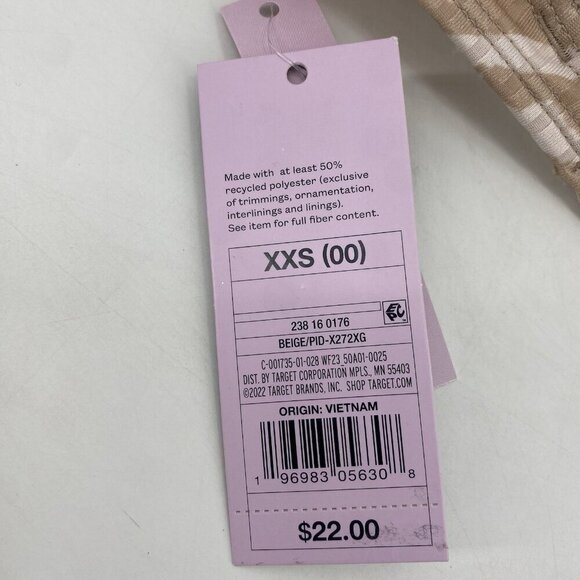 Made with at least 50%
recycled polyester (exclusive
of trimmings, ornamentation,
interlinings and linings).
See item for full fiber content.
XXS (00)
EPC
238 16 0176
BEIGE/PID-X272XG
C-001735-01-028 WF23_50A01-0025
DIST. BY TARGET CORPORATION MPLS., MN 55403
©2022 TARGET BRANDS, INC. SHOP TARGET.COM
ORIGIN: VIETNAM
1 96983 05630 8
$22.00